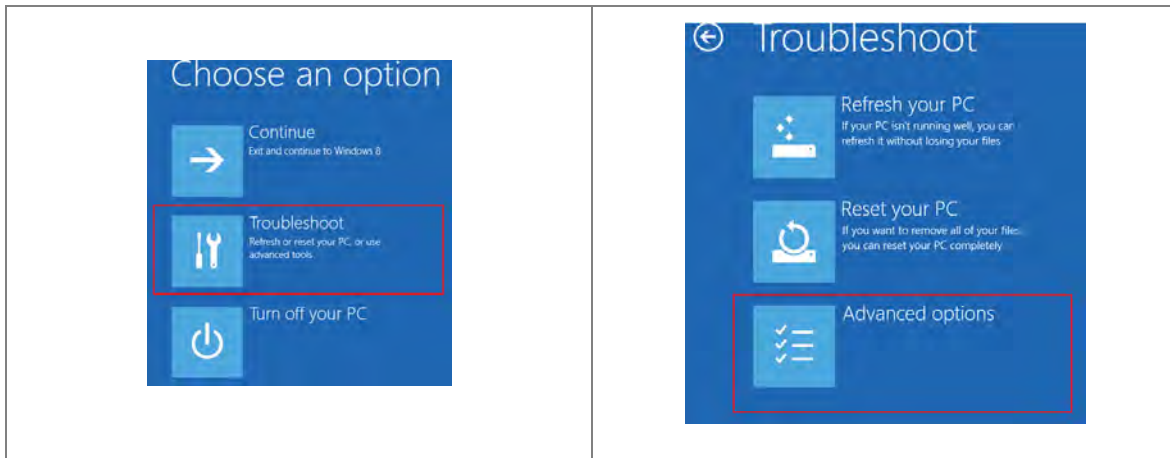 Choose an option
Continue
Exit and continue to Windows 8
Troubleshoot
Refresh or reset your PC, or use
advanced tools
Turn off your PC
Troubleshoot
Refresh your PC
If your PC isn't running well, you can
refresh it without losing your files
Reset your PC
If you want to remove all of your files
you can reset your PC completely
Advanced options